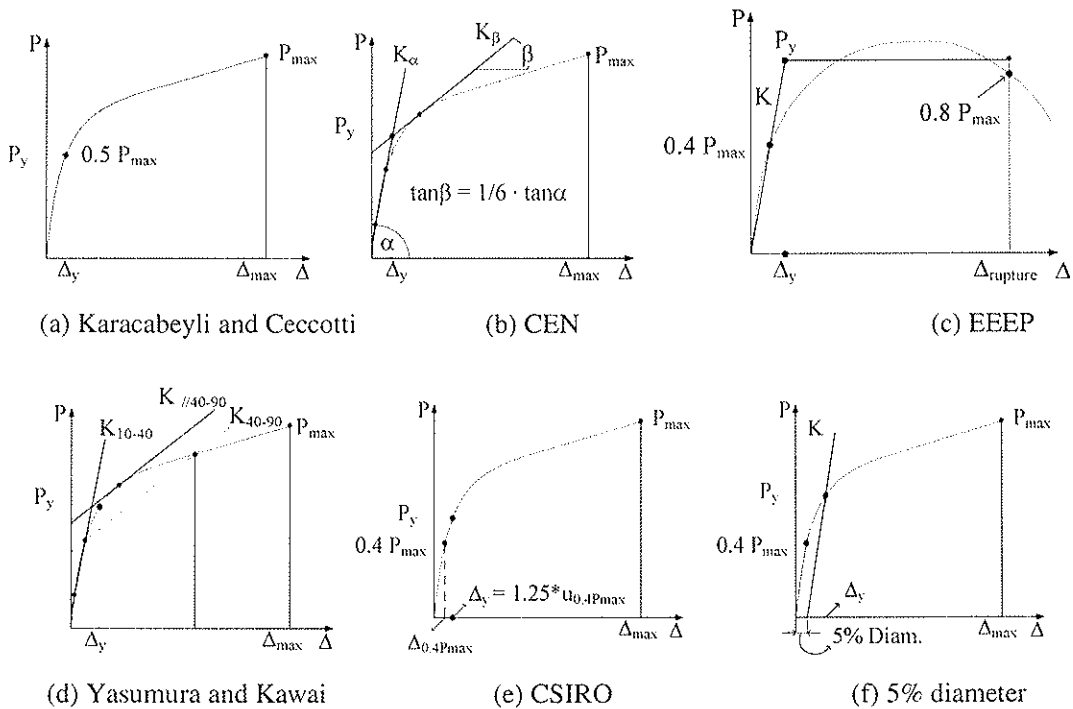 P
P_max
P_y
0.5 P_max
Δ_y
Δ_max Δ
(a) Karacabeyli and Ceccotti
P
K_α
K_β
β
P_max
P_y
tanβ = 1/6 · tanα
α
Δ_y
Δ_max Δ
(b) CEN
P
P_y
K
0.8 P_max
0.4 P_max
Δ_y
Δ_rupture Δ
(c) EEEP
P
K_10-40
K_//40-90
K_40-90
P_max
P_y
Δ_y
Δ_max Δ
(d) Yasumura and Kawai
P
P_max
P_y
0.4 P_max
Δ_y = 1.25*u_0.4Pmax
Δ_0.4Pmax
Δ_max Δ
(e) CSIRO
P
K
P_max
P_y
0.4 P_max
Δ_y
5% Diam.
Δ_max Δ
(f) 5% diameter